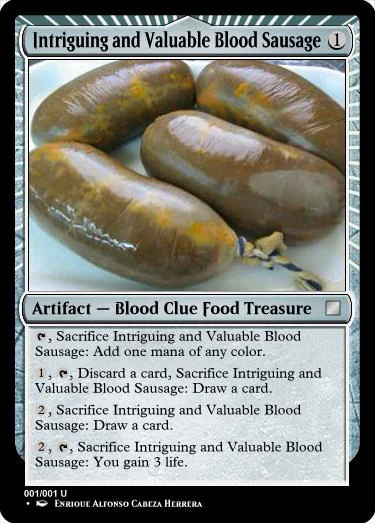 Intriguing and Valuable Blood Sausage 1
Artifact — Blood Clue Food Treasure
, Sacrifice Intriguing and Valuable Blood
Sausage: Add one mana of any color.
1, , Discard a card, Sacrifice Intriguing and
Valuable Blood Sausage: Draw a card.
2, Sacrifice Intriguing and Valuable Blood
Sausage: Draw a card.
2, , Sacrifice Intriguing and Valuable Blood
Sausage: You gain 3 life.
001/001 U
• Enrique Alfonso Cabeza Herrera